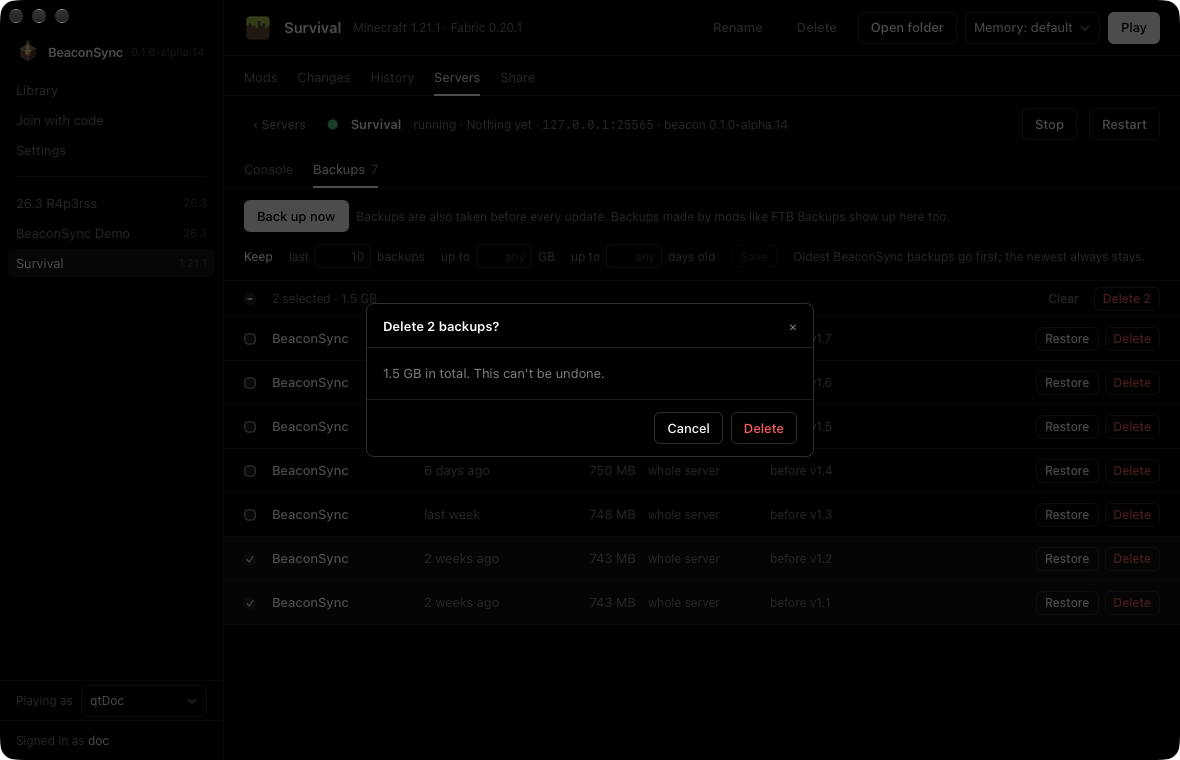 BeaconSync 0.1.0-alpha.14
Library
Join with code
Settings
26.3 R4p3rss 26.3
BeaconSync Demo 26.3
Survival 1.21.1
Playing as qtDoc
Signed in as doc
Survival Minecraft 1.21.1 · Fabric 0.20.1 Rename Delete Open folder Memory: default Play
Mods Changes History Servers Share
‹ Servers Survival running · Nothing yet · 127.0.0.1:25565 · beacon 0.1.0-alpha.14 Stop Restart
Console Backups 7
Back up now Backups are also taken before every update. Backups made by mods like FTB Backups show up here too.
Keep last 10 backups up to any GB up to any days old Save Oldest BeaconSync backups go first; the newest always stays.
2 selected · 1.5 GB Clear Delete 2
Delete 2 backups? ×
1.5 GB in total. This can't be undone.
Cancel Delete
BeaconSync v1.7 Restore Delete
BeaconSync v1.6 Restore Delete
BeaconSync v1.5 Restore Delete
BeaconSync 6 days ago 750 MB whole server before v1.4 Restore Delete
BeaconSync last week 748 MB whole server before v1.3 Restore Delete
BeaconSync 2 weeks ago 743 MB whole server before v1.2 Restore Delete
BeaconSync 2 weeks ago 743 MB whole server before v1.1 Restore Delete